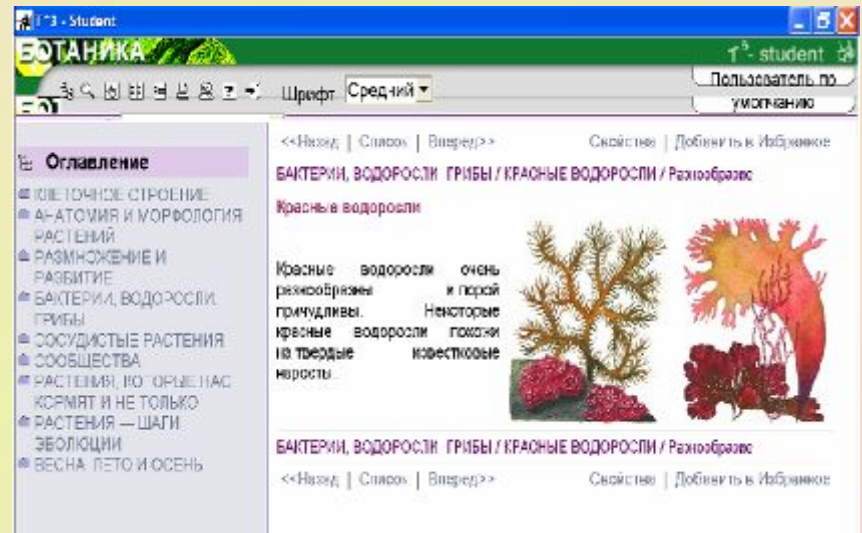 T^3 - Student
БОТАНИКА
T³- student
Шрифт Средний
Пользователь по
умолчанию
Оглавление
КЛЕТОЧНОЕ СТРОЕНИЕ
АНАТОМИЯ И МОРФОЛОГИЯ
РАСТЕНИЙ
РАЗМНОЖЕНИЕ И
РАЗВИТИЕ
БАКТЕРИИ, ВОДОРОСЛИ,
ГРИБЫ
СОСУДИСТЫЕ РАСТЕНИЯ
СООБЩЕСТВА
РАСТЕНИЯ, КОТОРЫЕ НАС
КОРМЯТ И НЕ ТОЛЬКО
РАСТЕНИЯ — ШАГИ
ЭВОЛЮЦИИ
ВЕСНА, ЛЕТО И ОСЕНЬ
<<Назад | Список | Вперед>> Свойства | Добавить в Избранное
БАКТЕРИИ, ВОДОРОСЛИ, ГРИБЫ / КРАСНЫЕ ВОДОРОСЛИ / Разнообразие
Красные водоросли
Красные водоросли очень
разнообразны и порой
причудливы. Некоторые
красные водоросли похожи
на твердые известковые
наросты.
БАКТЕРИИ, ВОДОРОСЛИ, ГРИБЫ / КРАСНЫЕ ВОДОРОСЛИ / Разнообразие
<<Назад | Список | Вперед>> Свойства | Добавить в Избранное